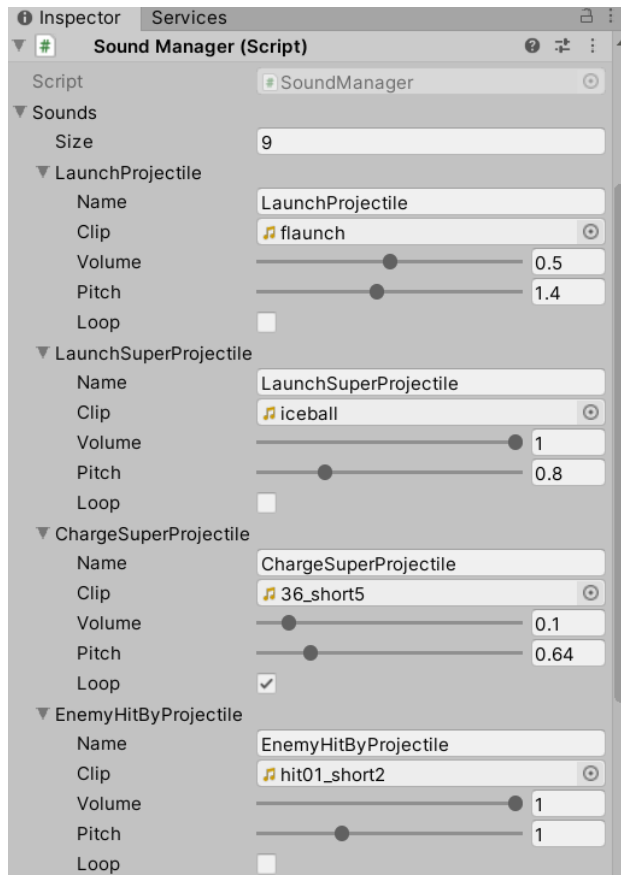 Inspector Services
# Sound Manager (Script)
Script # SoundManager
Sounds
Size 9
LaunchProjectile
Name LaunchProjectile
Clip flaunch
Volume 0.5
Pitch 1.4
Loop
LaunchSuperProjectile
Name LaunchSuperProjectile
Clip iceball
Volume 1
Pitch 0.8
Loop
ChargeSuperProjectile
Name ChargeSuperProjectile
Clip 36_short5
Volume 0.1
Pitch 0.64
Loop
EnemyHitByProjectile
Name EnemyHitByProjectile
Clip hit01_short2
Volume 1
Pitch 1
Loop